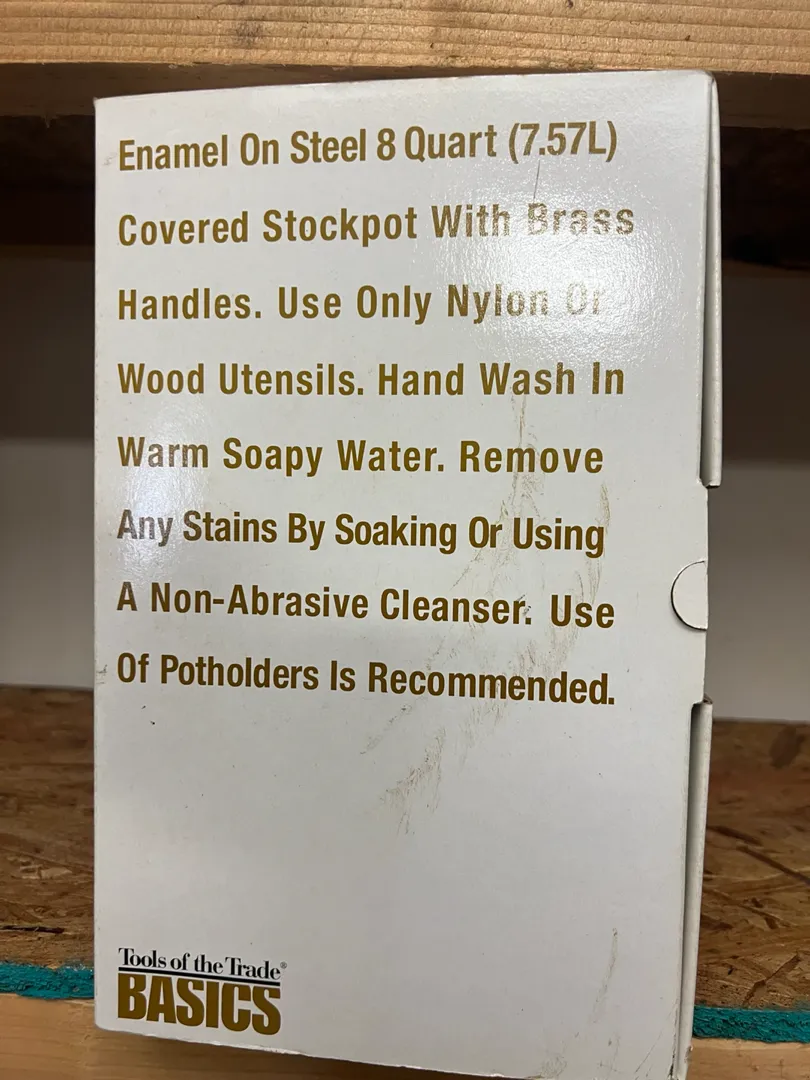 Enamel On Steel 8 Quart (7.57L)
Covered Stockpot With Brass
Handles. Use Only Nylon Or
Wood Utensils. Hand Wash In
Warm Soapy Water. Remove
Any Stains By Soaking Or Using
A Non-Abrasive Cleanser. Use
Of Potholders Is Recommended.
Tools of the Trade®
BASICS